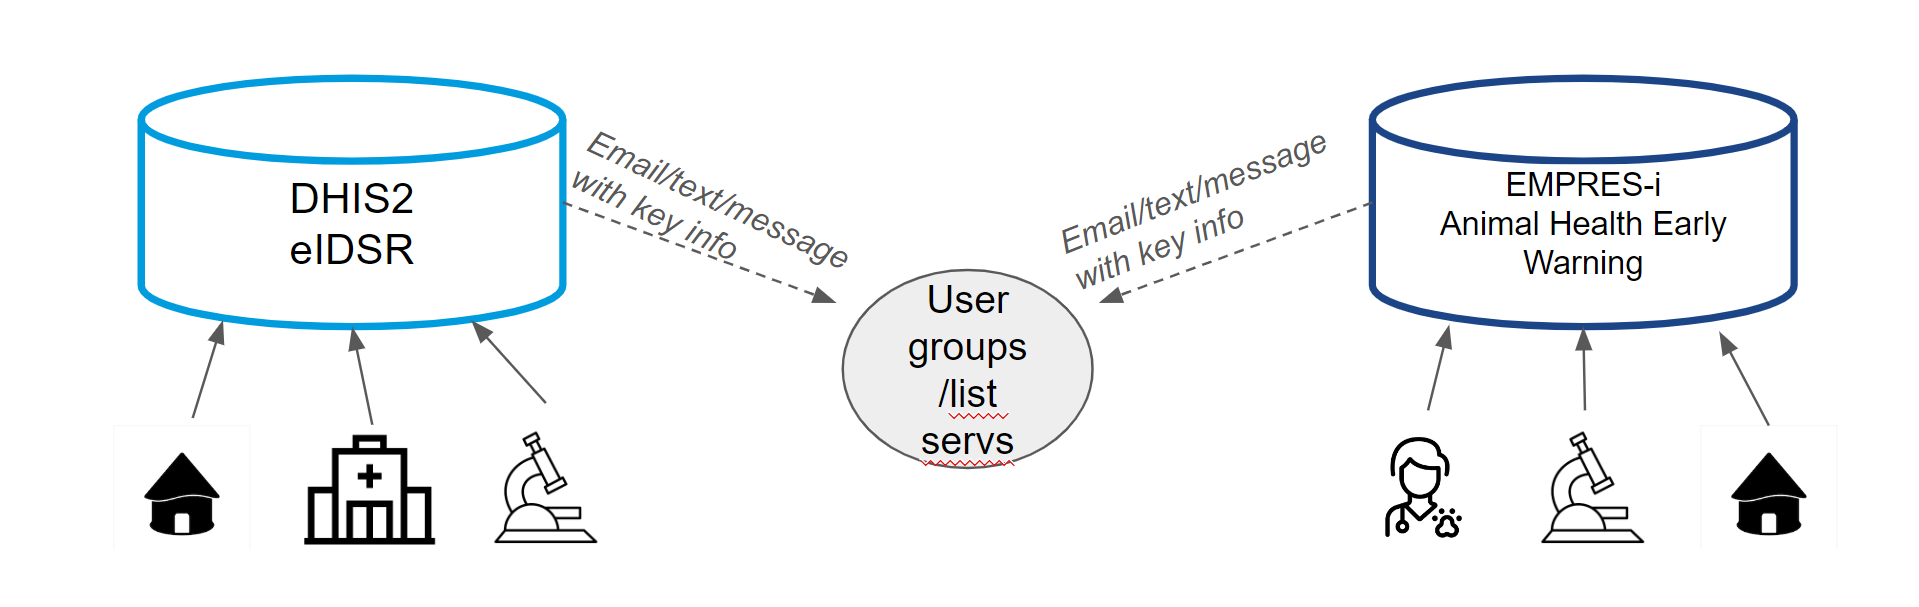 DHIS2
eIDSR
Email/text/message
with key info
User
groups
/list
servs
Email/text/message
with key info
EMPRES-i
Animal Health Early
Warning